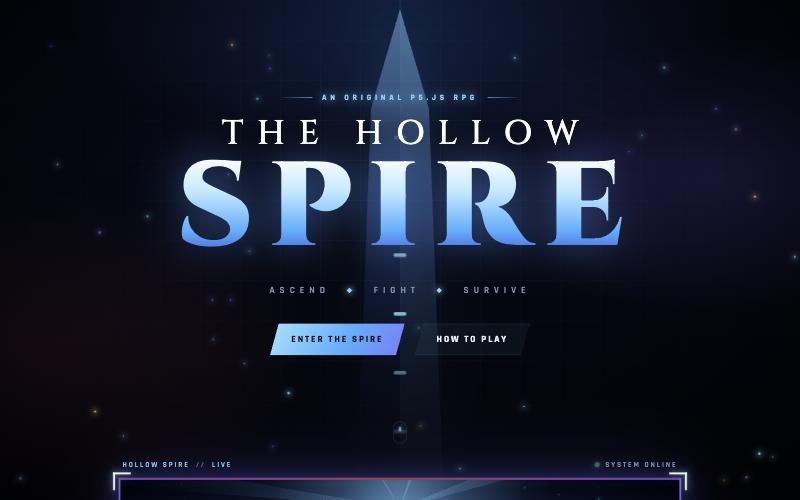 AN ORIGINAL P5.JS RPG
THE HOLLOW
SPIRE
ASCEND ◆ FIGHT ◆ SURVIVE
ENTER THE SPIRE
HOW TO PLAY
HOLLOW SPIRE // LIVE
SYSTEM ONLINE